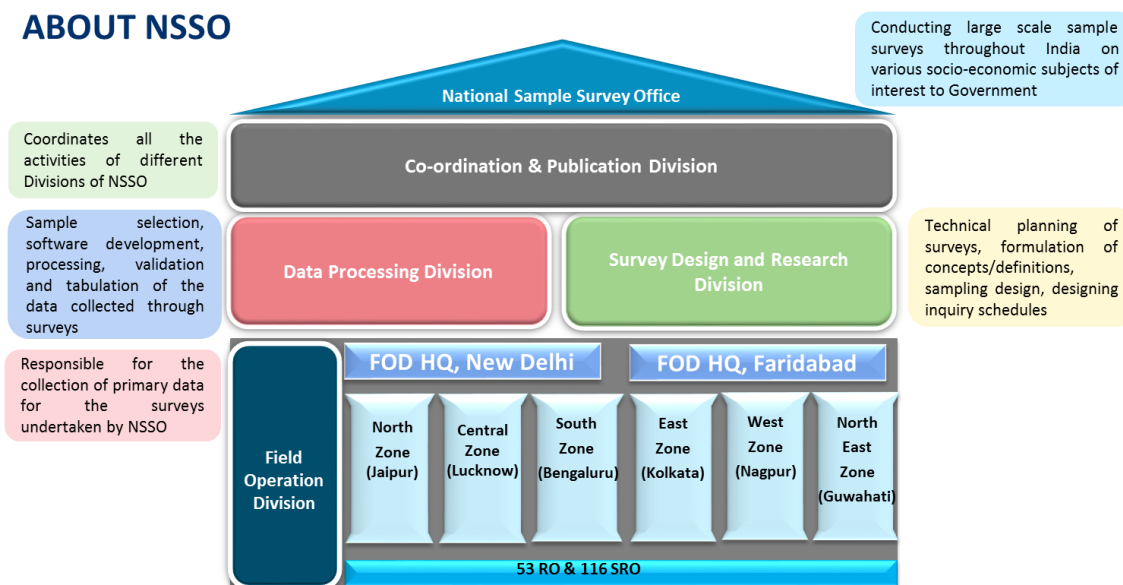 ABOUT NSSO
Conducting large scale sample
surveys throughout India on
various socio-economic subjects of
interest to Government
National Sample Survey Office
Coordinates all the
activities of different
Divisions of NSSO
Co-ordination & Publication Division
Sample selection,
software development,
processing, validation
and tabulation of the
data collected through
surveys
Data Processing Division
Survey Design and Research
Division
Technical planning of
surveys, formulation of
concepts/definitions,
sampling design, designing
inquiry schedules
Responsible for the
collection of primary data
for the surveys
undertaken by NSSO
Field
Operation
Division
FOD HQ, New Delhi
FOD HQ, Faridabad
North
Zone
(Jaipur)
Central
Zone
(Lucknow)
South
Zone
(Bengaluru)
East
Zone
(Kolkata)
West
Zone
(Nagpur)
North
East
Zone
(Guwahati)
53 RO & 116 SRO